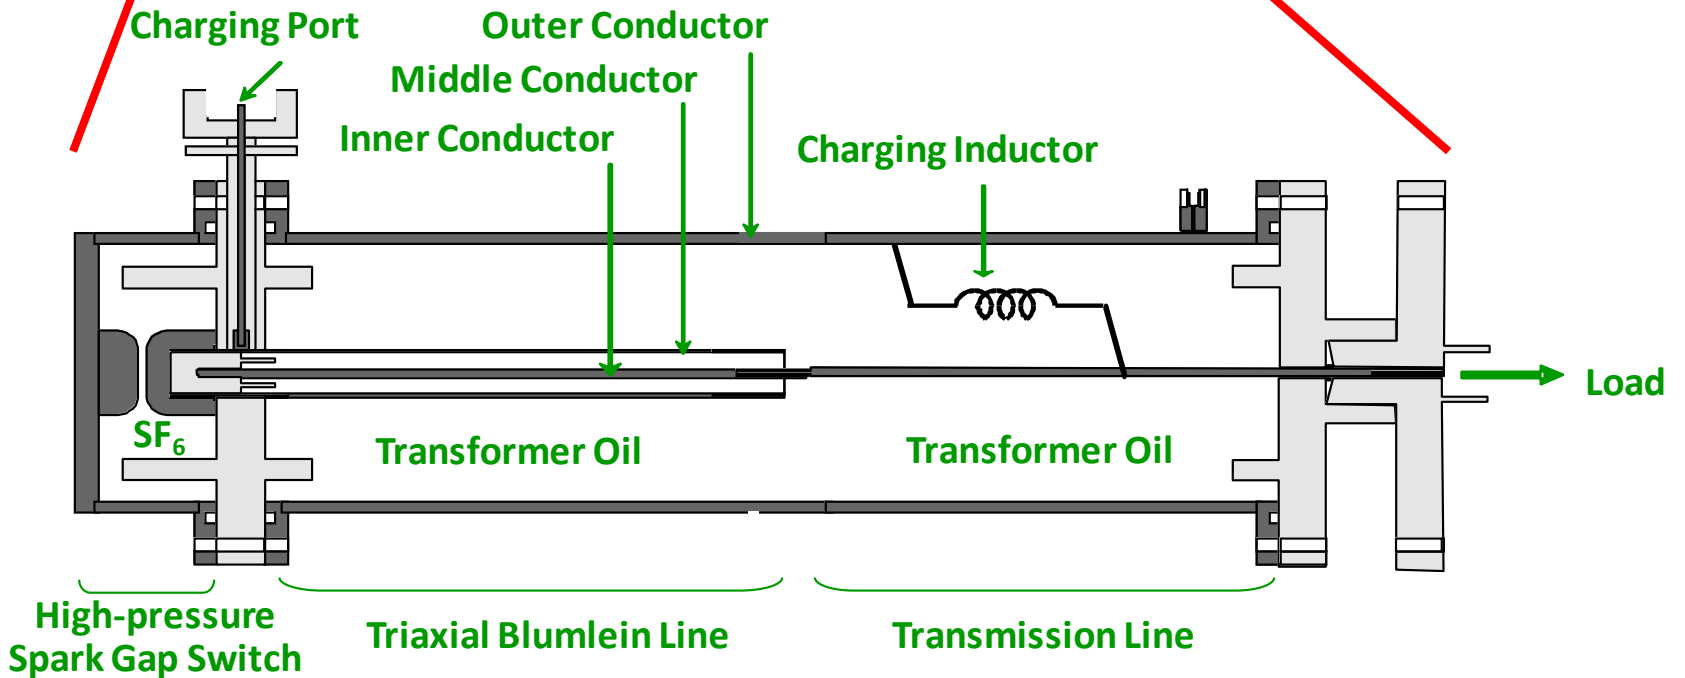 Charging Port
Outer Conductor
Middle Conductor
Inner Conductor
Charging Inductor
Load
SF₆
Transformer Oil
Transformer Oil
High-pressure
Spark Gap Switch
Triaxial Blumlein Line
Transmission Line